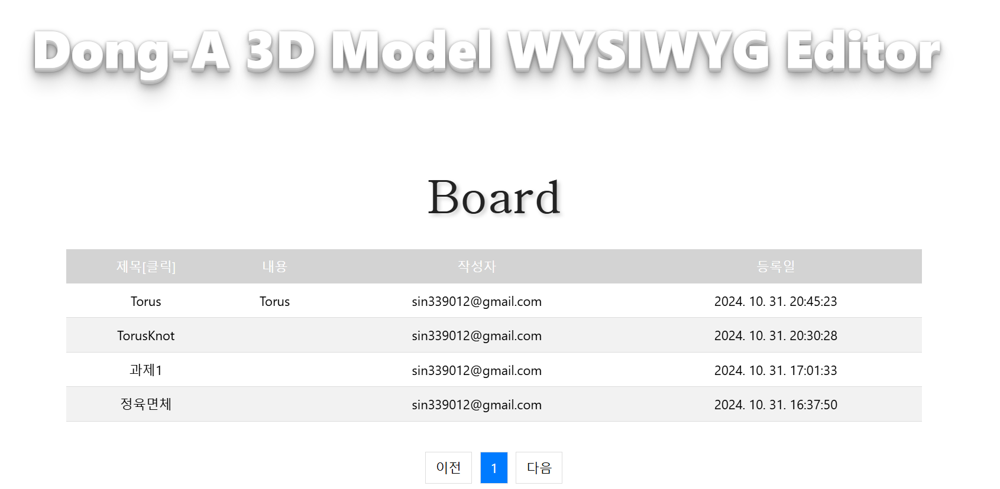 Dong-A 3D Model WYSIWYG Editor
Board
제목[클릭] 내용 작성자 등록일
Torus Torus sin339012@gmail.com 2024. 10. 31. 20:45:23
TorusKnot sin339012@gmail.com 2024. 10. 31. 20:30:28
과제1 sin339012@gmail.com 2024. 10. 31. 17:01:33
정육면체 sin339012@gmail.com 2024. 10. 31. 16:37:50
이전 1 다음